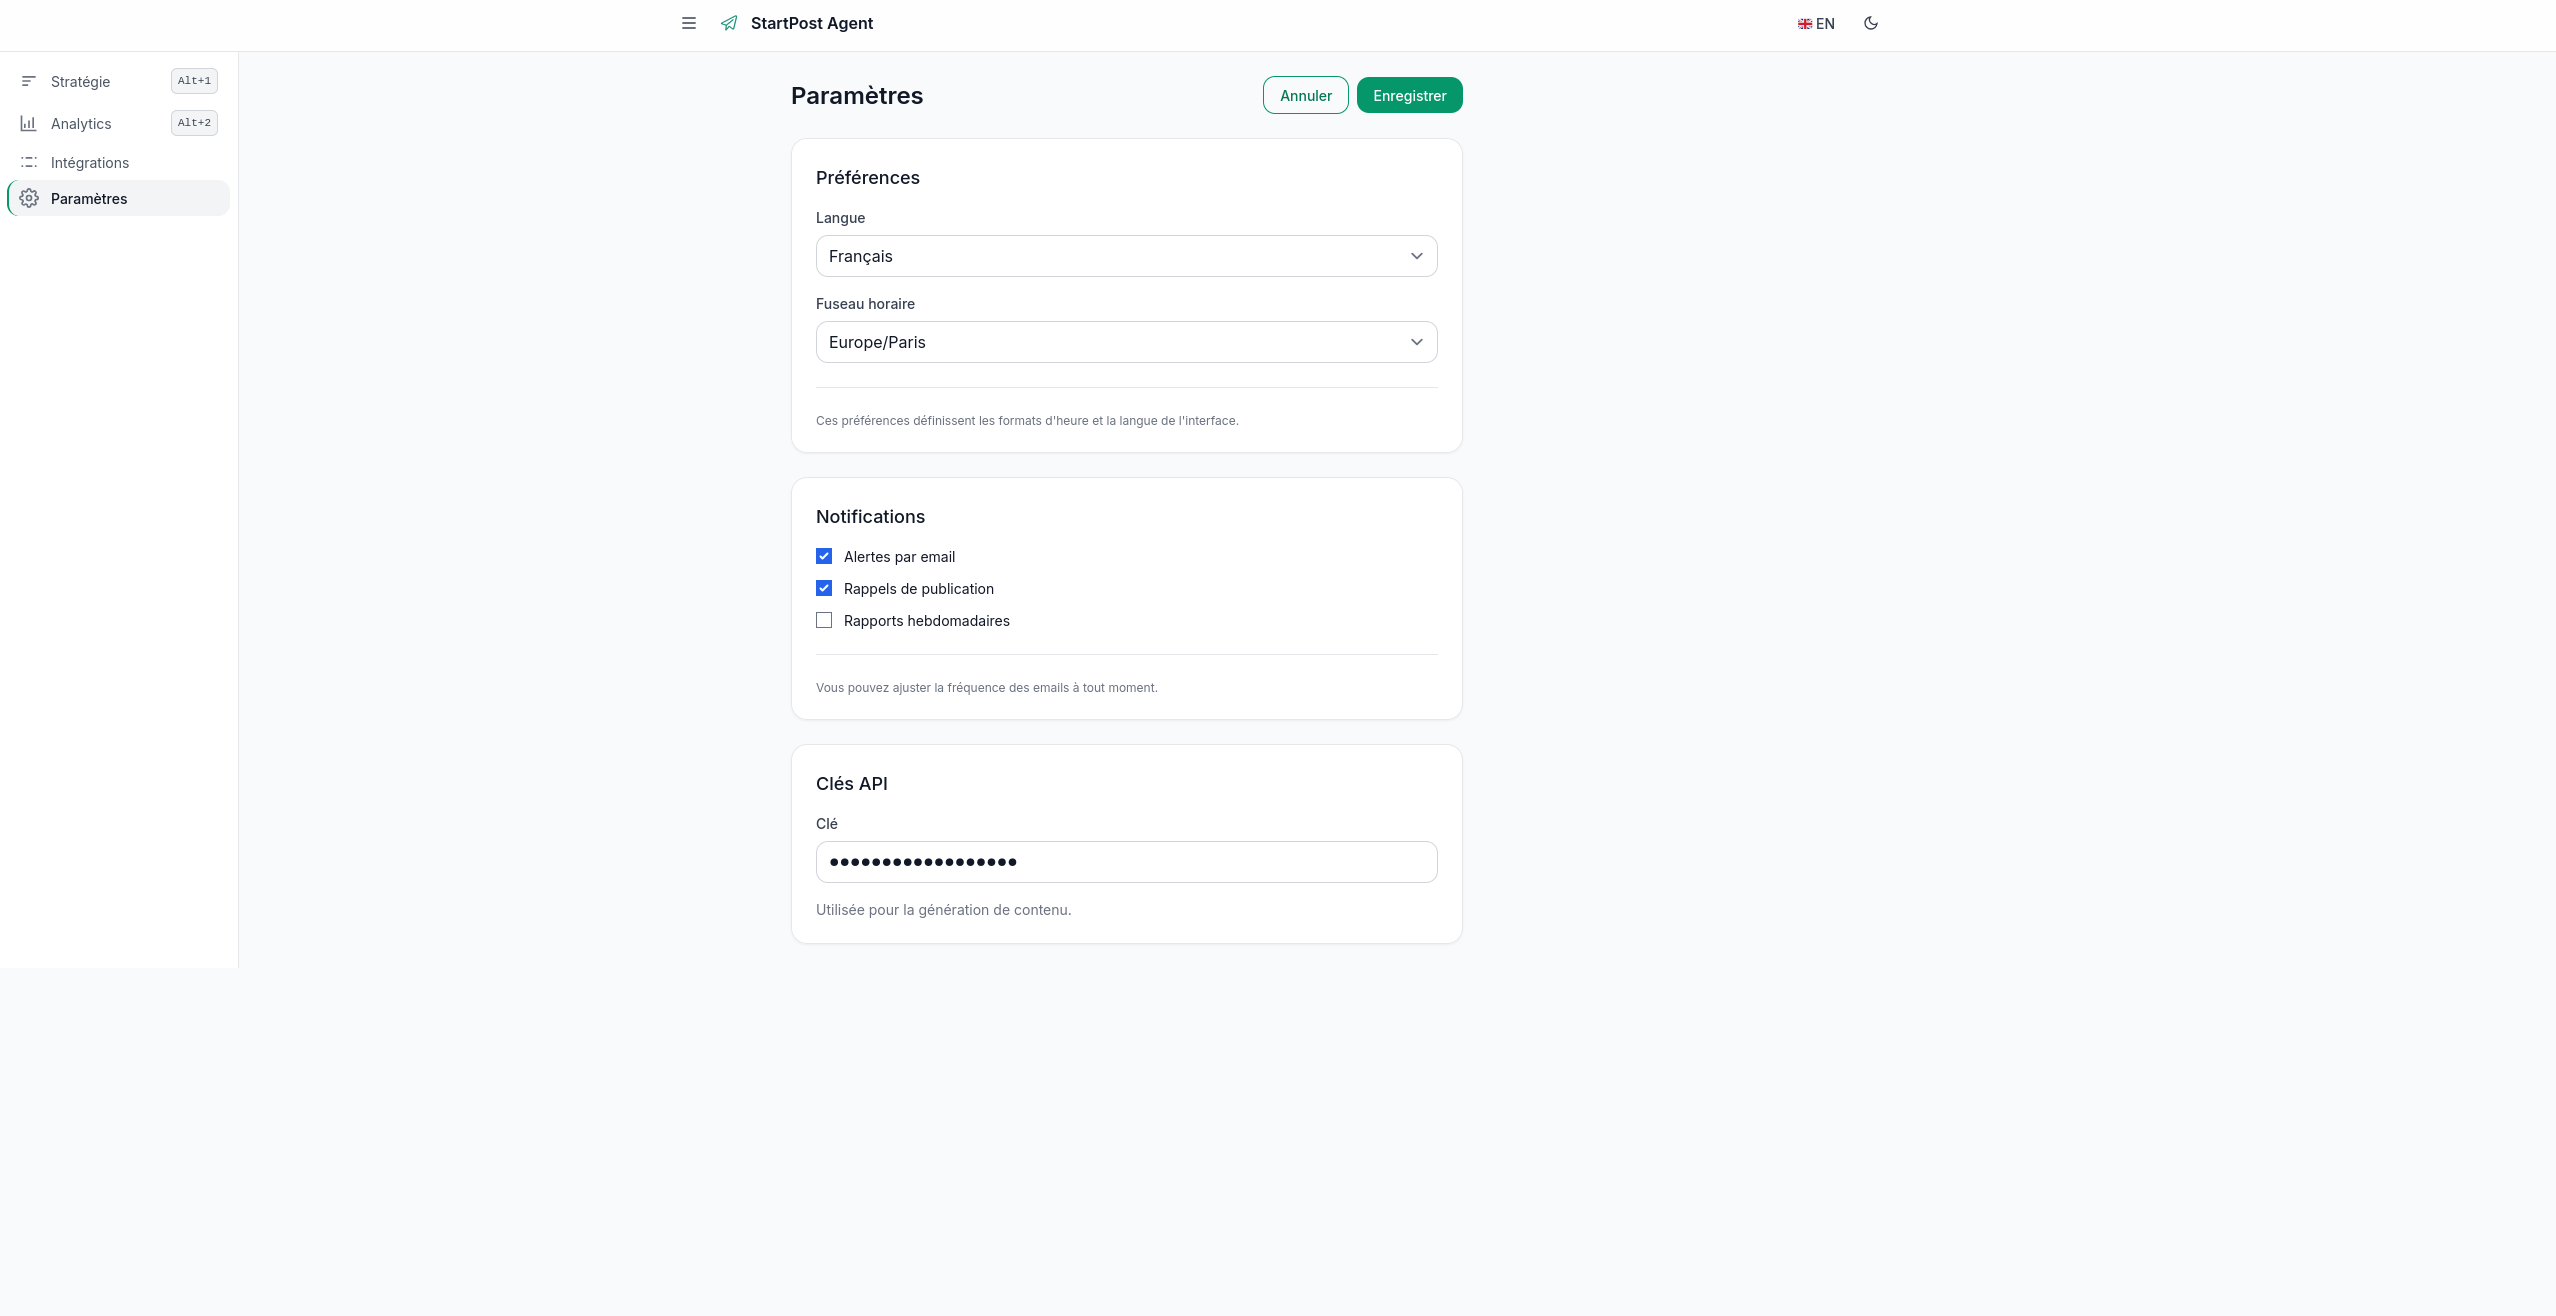 StartPost Agent
EN
Stratégie Alt+1
Analytics Alt+2
Intégrations
Paramètres
Paramètres
Annuler Enregistrer
Préférences
Langue
Français
Fuseau horaire
Europe/Paris
Ces préférences définissent les formats d'heure et la langue de l'interface.
Notifications
Alertes par email
Rappels de publication
Rapports hebdomadaires
Vous pouvez ajuster la fréquence des emails à tout moment.
Clés API
Clé
••••••••••••••••••
Utilisée pour la génération de contenu.